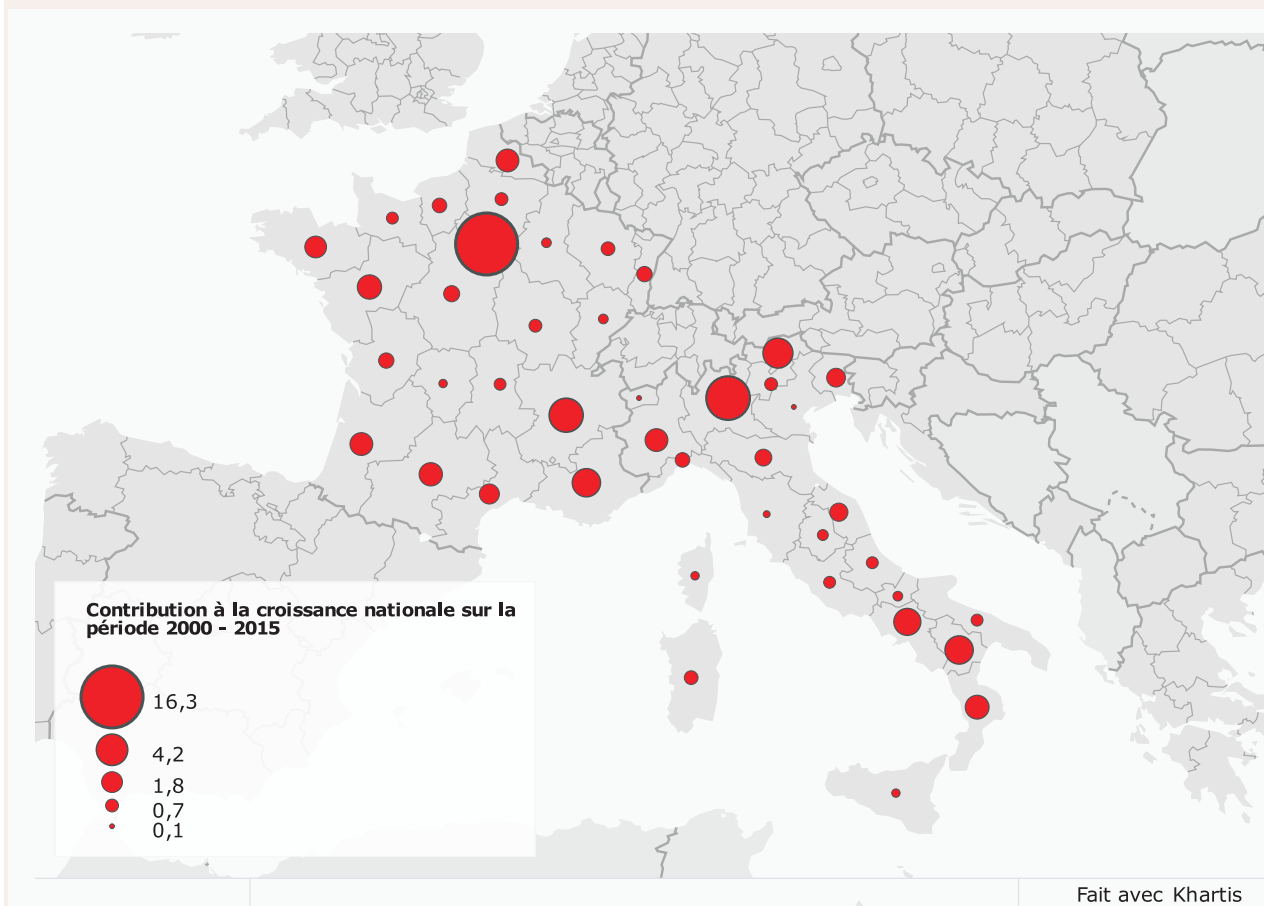 Contribution à la croissance nationale sur la
période 2000 - 2015
16,3
4,2
1,8
0,7
0,1
Fait avec Khartis